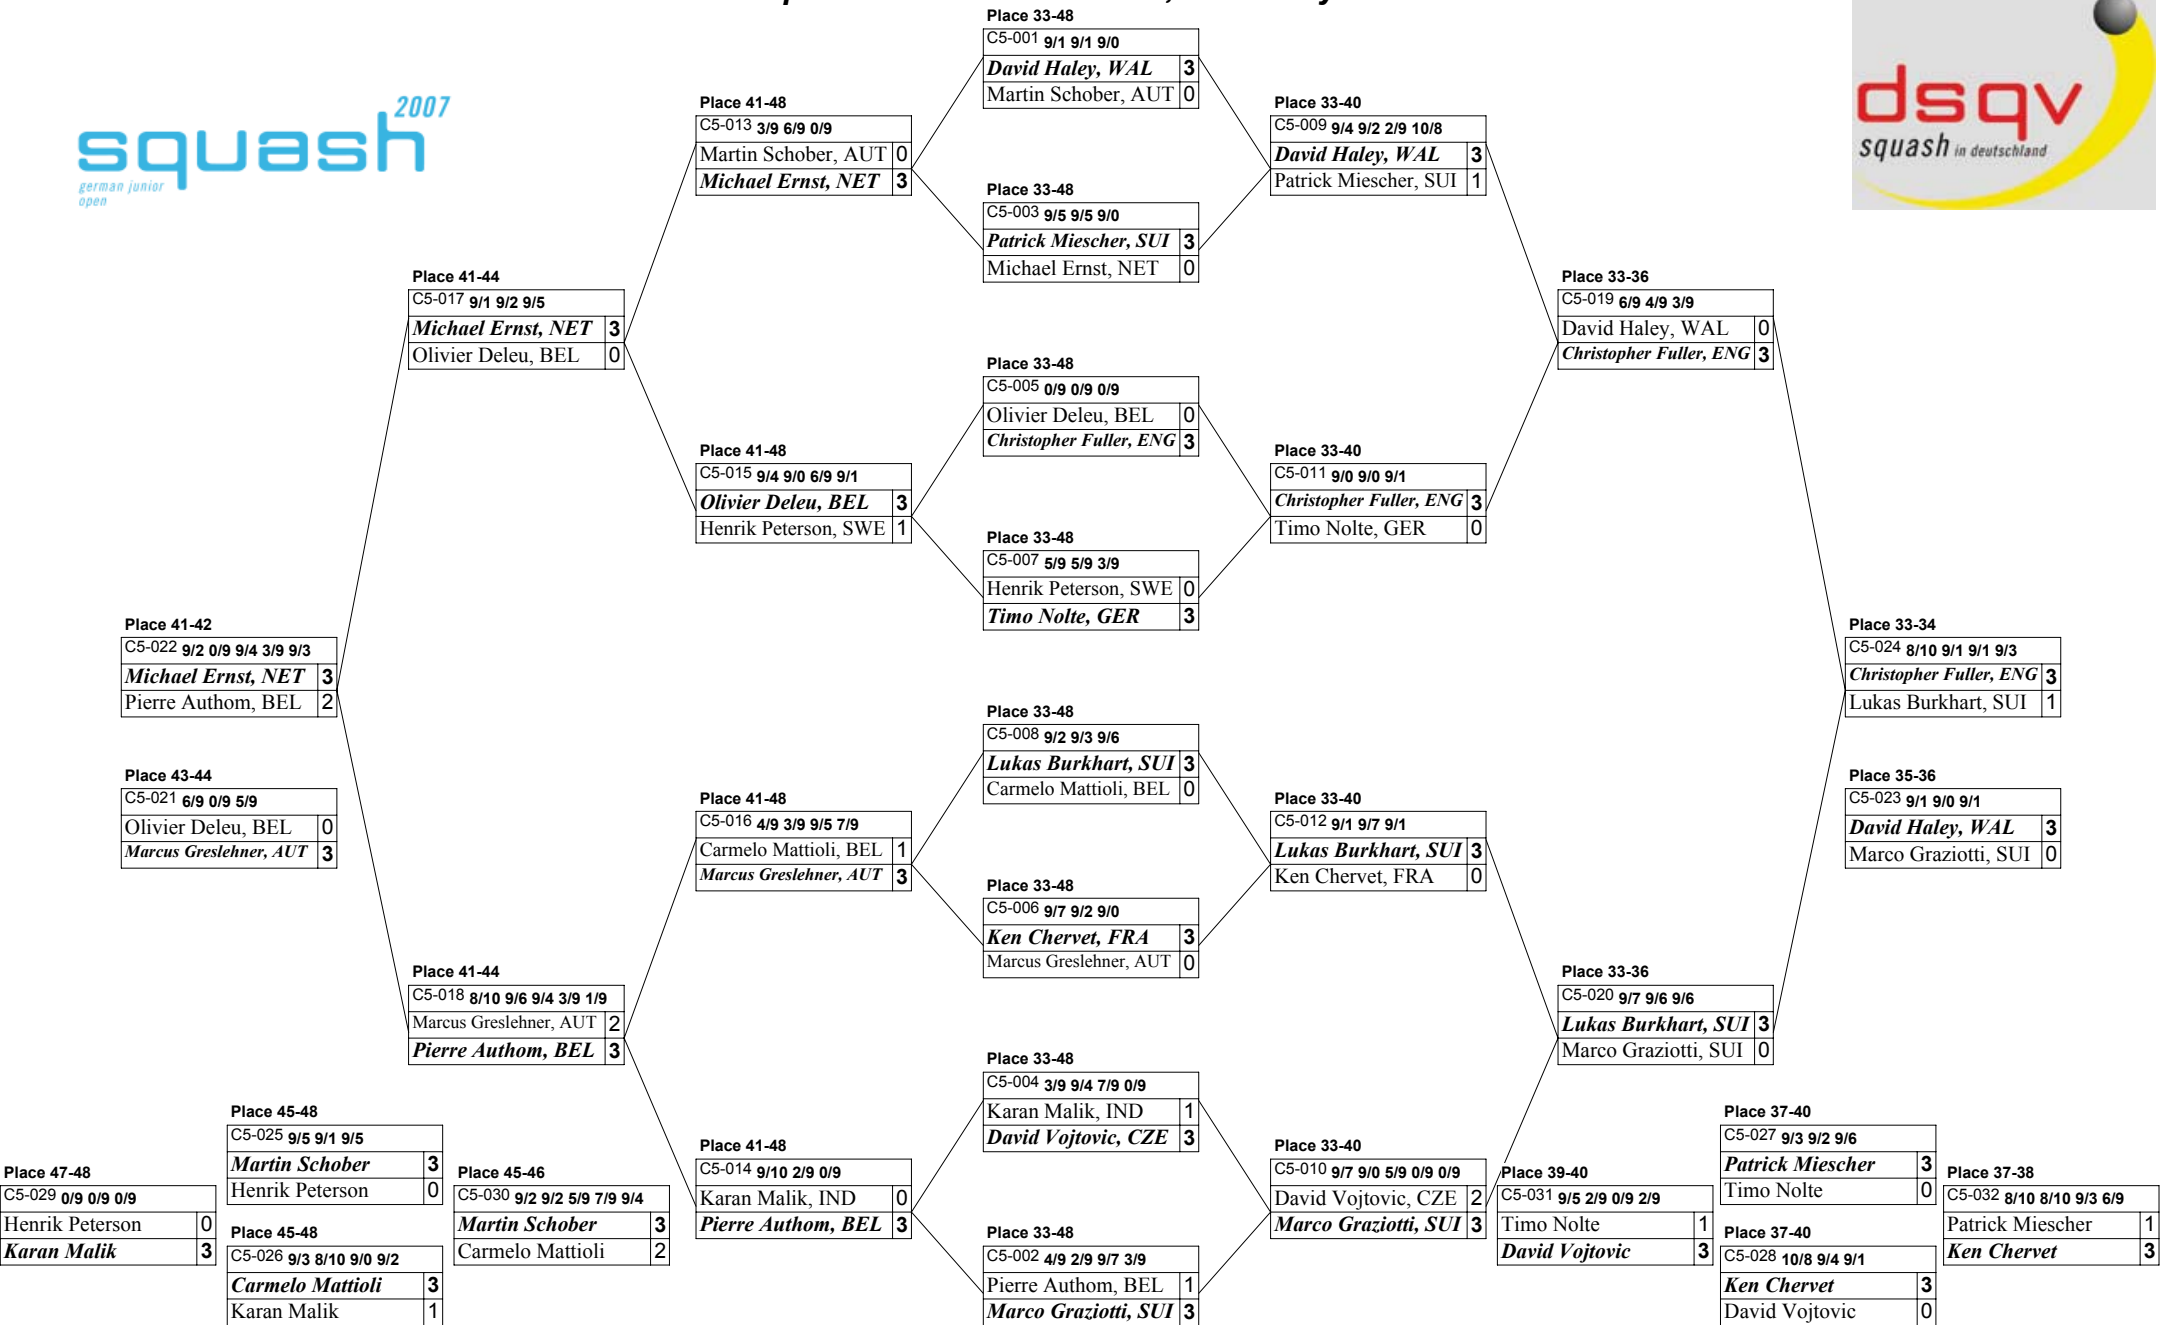 2007
squash
german junior
open
dsqv
squash in deutschland
Place 33-48
C5-001 9/1 9/1 9/0
David Haley, WAL 3
Martin Schober, AUT 0
Place 41-48
C5-013 3/9 6/9 0/9
Martin Schober, AUT 0
Michael Ernst, NET 3
Place 33-40
C5-009 9/4 9/2 2/9 10/8
David Haley, WAL 3
Patrick Miescher, SUI 1
Place 33-48
C5-003 9/5 9/5 9/0
Patrick Miescher, SUI 3
Michael Ernst, NET 0
Place 41-44
C5-017 9/1 9/2 9/5
Michael Ernst, NET 3
Olivier Deleu, BEL 0
Place 33-36
C5-019 6/9 4/9 3/9
David Haley, WAL 0
Christopher Fuller, ENG 3
Place 33-48
C5-005 0/9 0/9 0/9
Olivier Deleu, BEL 0
Christopher Fuller, ENG 3
Place 41-48
C5-015 9/4 9/0 6/9 9/1
Olivier Deleu, BEL 3
Henrik Peterson, SWE 1
Place 33-40
C5-011 9/0 9/0 9/1
Christopher Fuller, ENG 3
Timo Nolte, GER 0
Place 33-48
C5-007 5/9 5/9 3/9
Henrik Peterson, SWE 0
Timo Nolte, GER 3
Place 41-42
C5-022 9/2 0/9 9/4 3/9 9/3
Michael Ernst, NET 3
Pierre Authom, BEL 2
Place 33-34
C5-024 8/10 9/1 9/1 9/3
Christopher Fuller, ENG 3
Lukas Burkhart, SUI 1
Place 33-48
C5-008 9/2 9/3 9/6
Lukas Burkhart, SUI 3
Carmelo Mattioli, BEL 0
Place 43-44
C5-021 6/9 0/9 5/9
Olivier Deleu, BEL 0
Marcus Greslehner, AUT 3
Place 41-48
C5-016 4/9 3/9 9/5 7/9
Carmelo Mattioli, BEL 1
Marcus Greslehner, AUT 3
Place 33-40
C5-012 9/1 9/7 9/1
Lukas Burkhart, SUI 3
Ken Chervet, FRA 0
Place 35-36
C5-023 9/1 9/0 9/1
David Haley, WAL 3
Marco Graziotti, SUI 0
Place 33-48
C5-006 9/7 9/2 9/0
Ken Chervet, FRA 3
Marcus Greslehner, AUT 0
Place 41-44
C5-018 8/10 9/6 9/4 3/9 1/9
Marcus Greslehner, AUT 2
Pierre Authom, BEL 3
Place 33-36
C5-020 9/7 9/6 9/6
Lukas Burkhart, SUI 3
Marco Graziotti, SUI 0
Place 33-48
C5-004 3/9 9/4 7/9 0/9
Karan Malik, IND 1
David Vojtovic, CZE 3
Place 45-48
C5-025 9/5 9/1 9/5
Martin Schober 3
Henrik Peterson 0
Place 41-48
C5-014 9/10 2/9 0/9
Karan Malik, IND 0
Pierre Authom, BEL 3
Place 33-40
C5-010 9/7 9/0 5/9 0/9 0/9
David Vojtovic, CZE 2
Marco Graziotti, SUI 3
Place 37-40
C5-027 9/3 9/2 9/6
Patrick Miescher 3
Timo Nolte 0
Place 47-48
C5-029 0/9 0/9 0/9
Henrik Peterson 0
Karan Malik 3
Place 45-46
C5-030 9/2 9/2 5/9 7/9 9/4
Martin Schober 3
Carmelo Mattioli 2
Place 39-40
C5-031 9/5 2/9 0/9 2/9
Timo Nolte 1
David Vojtovic 3
Place 37-38
C5-032 8/10 8/10 9/3 6/9
Patrick Miescher 1
Ken Chervet 3
Place 45-48
C5-026 9/3 8/10 9/0 9/2
Carmelo Mattioli 3
Karan Malik 1
Place 33-48
C5-002 4/9 2/9 9/7 3/9
Pierre Authom, BEL 1
Marco Graziotti, SUI 3
Place 37-40
C5-028 10/8 9/4 9/1
Ken Chervet 3
David Vojtovic 0